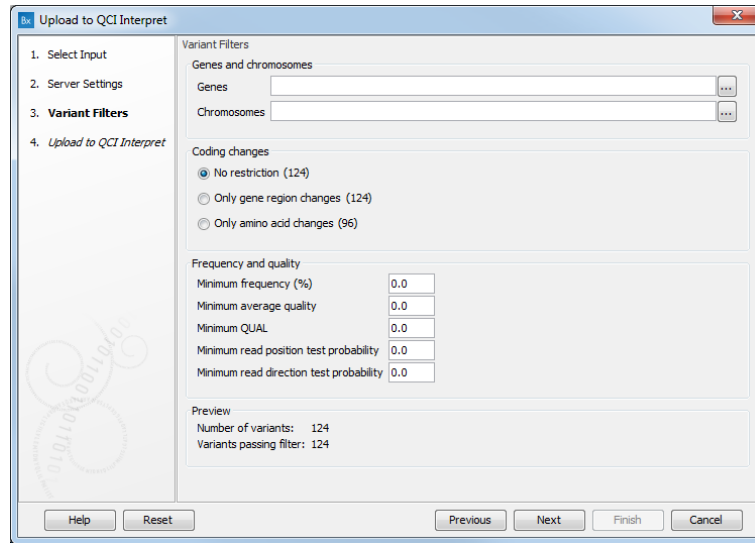 Bx Upload to QCI Interpret
1. Select Input
2. Server Settings
3. Variant Filters
4. Upload to QCI Interpret
Variant Filters
Genes and chromosomes
Genes ...
Chromosomes ...
Coding changes
No restriction (124)
Only gene region changes (124)
Only amino acid changes (96)
Frequency and quality
Minimum frequency (%) 0.0
Minimum average quality 0.0
Minimum QUAL 0.0
Minimum read position test probability 0.0
Minimum read direction test probability 0.0
Preview
Number of variants: 124
Variants passing filter: 124
Help Reset Previous Next Finish Cancel